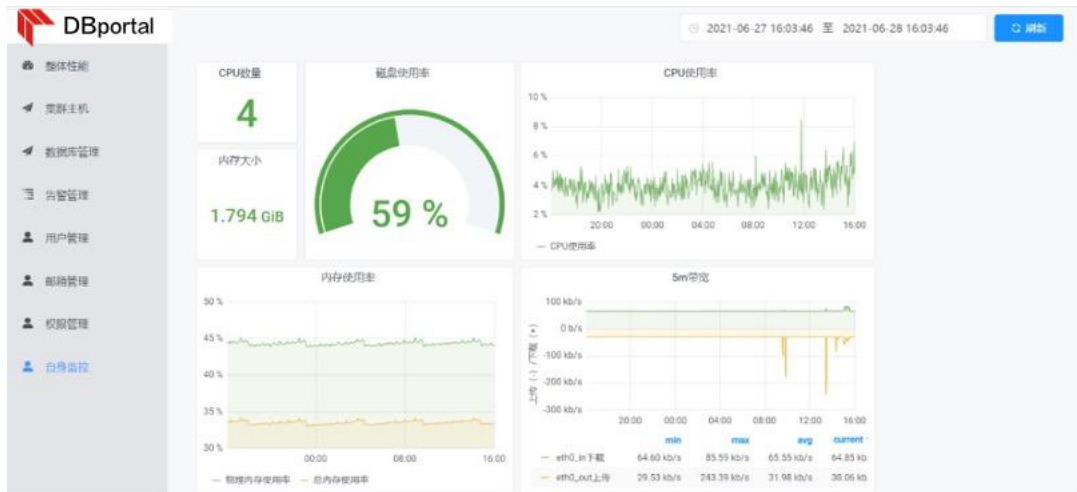 DBportal
2021-06-27 16:03:46 至 2021-06-28 16:03:46
刷新
整体性能
集群主机
数据库管理
告警管理
用户管理
邮箱管理
权限管理
自身监控
CPU数量
4
内存大小
1.794 GiB
磁盘使用率
59 %
CPU使用率
10 %
8 %
6 %
4 %
2 %
20:00 00:00 04:00 08:00 12:00 16:00
CPU使用率
内存使用率
50 %
45 %
40 %
35 %
30 %
00:00 08:00 16:00
物理内存使用率 总内存使用率
5m带宽
上传（-）/下载（+）
100 kb/s
0 b/s
-100 kb/s
-200 kb/s
-300 kb/s
20:00 00:00 04:00 08:00 12:00 16:00
min max avg current
eth0_in下载 64.60 kb/s 85.59 kb/s 65.55 kb/s 64.85 kb
eth0_out上传 29.53 kb/s 243.39 kb/s 31.98 kb/s 30.06 kb